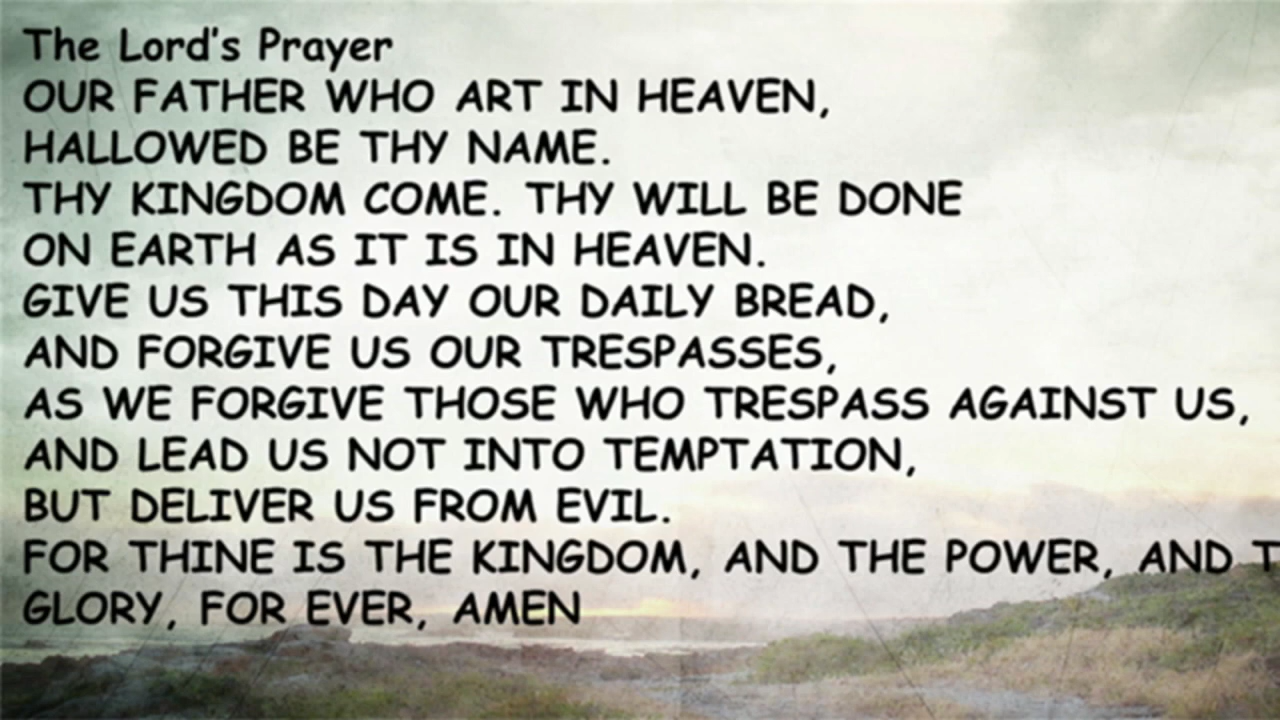 The Lord's Prayer
OUR FATHER WHO ART IN HEAVEN,
HALLOWED BE THY NAME.
THY KINGDOM COME. THY WILL BE DONE
ON EARTH AS IT IS IN HEAVEN.
GIVE US THIS DAY OUR DAILY BREAD,
AND FORGIVE US OUR TRESPASSES,
AS WE FORGIVE THOSE WHO TRESPASS AGAINST US,
AND LEAD US NOT INTO TEMPTATION,
BUT DELIVER US FROM EVIL.
FOR THINE IS THE KINGDOM, AND THE POWER, AND
GLORY, FOR EVER, AMEN